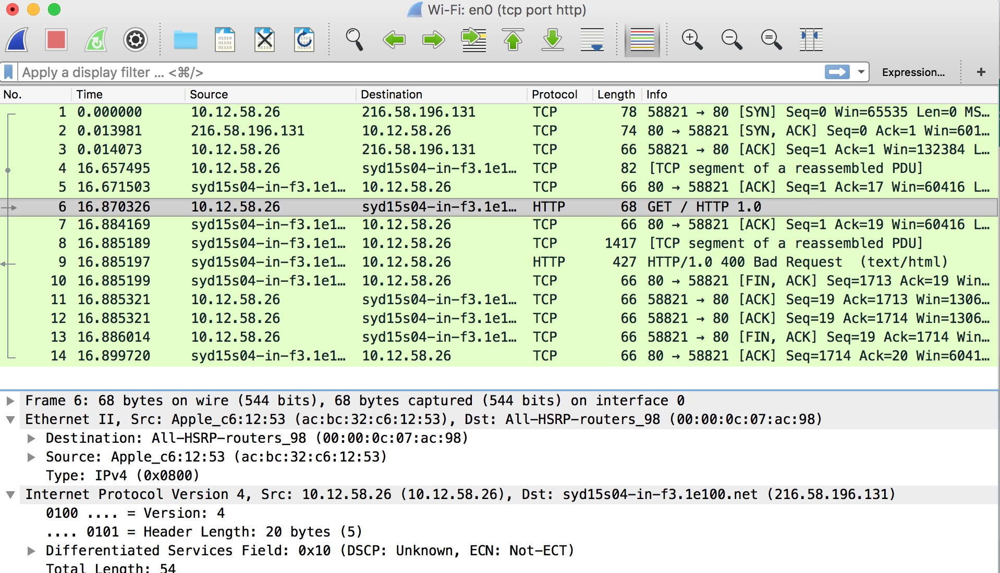 Wi-Fi: en0 (tcp port http)
Apply a display filter ... <⌘/>
Expression...
+
No. Time Source Destination Protocol Length Info
1 0.000000 10.12.58.26 216.58.196.131 TCP 78 58821 → 80 [SYN] Seq=0 Win=65535 Len=0 MS…
2 0.013981 216.58.196.131 10.12.58.26 TCP 74 80 → 58821 [SYN, ACK] Seq=0 Ack=1 Win=601…
3 0.014073 10.12.58.26 216.58.196.131 TCP 66 58821 → 80 [ACK] Seq=1 Ack=1 Win=132384 L…
4 16.657495 10.12.58.26 syd15s04-in-f3.1e1… TCP 82 [TCP segment of a reassembled PDU]
5 16.671503 syd15s04-in-f3.1e1… 10.12.58.26 TCP 66 80 → 58821 [ACK] Seq=1 Ack=17 Win=60416 L…
6 16.870326 10.12.58.26 syd15s04-in-f3.1e1… HTTP 68 GET / HTTP 1.0
7 16.884169 syd15s04-in-f3.1e1… 10.12.58.26 TCP 66 80 → 58821 [ACK] Seq=1 Ack=19 Win=60416 L…
8 16.885189 syd15s04-in-f3.1e1… 10.12.58.26 TCP 1417 [TCP segment of a reassembled PDU]
9 16.885197 syd15s04-in-f3.1e1… 10.12.58.26 HTTP 427 HTTP/1.0 400 Bad Request (text/html)
10 16.885199 syd15s04-in-f3.1e1… 10.12.58.26 TCP 66 80 → 58821 [FIN, ACK] Seq=1713 Ack=19 Win…
11 16.885321 10.12.58.26 syd15s04-in-f3.1e1… TCP 66 58821 → 80 [ACK] Seq=19 Ack=1713 Win=1306…
12 16.885321 10.12.58.26 syd15s04-in-f3.1e1… TCP 66 58821 → 80 [ACK] Seq=19 Ack=1714 Win=1306…
13 16.886014 10.12.58.26 syd15s04-in-f3.1e1… TCP 66 58821 → 80 [FIN, ACK] Seq=19 Ack=1714 Win…
14 16.899720 syd15s04-in-f3.1e1… 10.12.58.26 TCP 66 80 → 58821 [ACK] Seq=1714 Ack=20 Win=6041…
Frame 6: 68 bytes on wire (544 bits), 68 bytes captured (544 bits) on interface 0
Ethernet II, Src: Apple_c6:12:53 (ac:bc:32:c6:12:53), Dst: All-HSRP-routers_98 (00:00:0c:07:ac:98)
Destination: All-HSRP-routers_98 (00:00:0c:07:ac:98)
Source: Apple_c6:12:53 (ac:bc:32:c6:12:53)
Type: IPv4 (0x0800)
Internet Protocol Version 4, Src: 10.12.58.26 (10.12.58.26), Dst: syd15s04-in-f3.1e100.net (216.58.196.131)
0100 .... = Version: 4
.... 0101 = Header Length: 20 bytes (5)
Differentiated Services Field: 0x10 (DSCP: Unknown, ECN: Not-ECT)
Total Length: 54